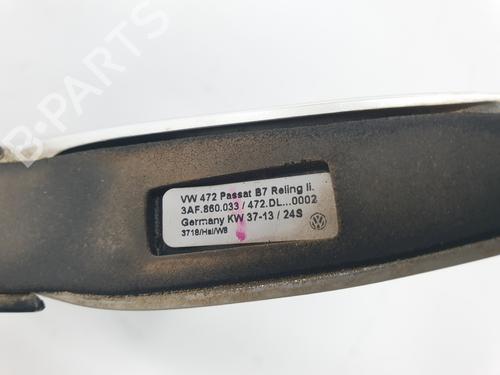 B-PARTS
VW 472 Passat B7 Reling li.
3AF.860.033 / 472.DL...0002
Germany KW 37-13 / 24S
3718/Hal/W8